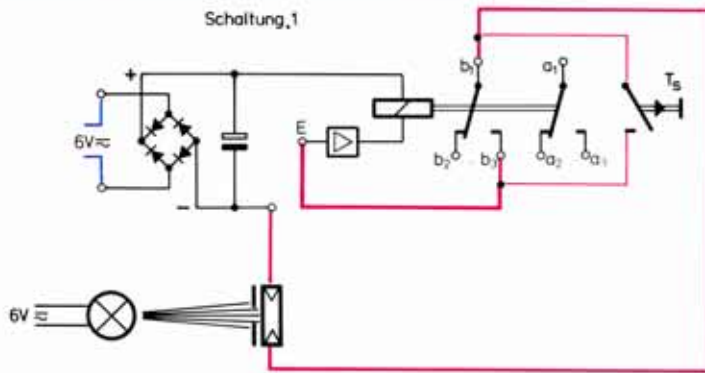 Schaltung 1
+
6V≂
−
E
b₁
a₁
b₂
b₃
a₂
a₁
Tₛ
6V≂